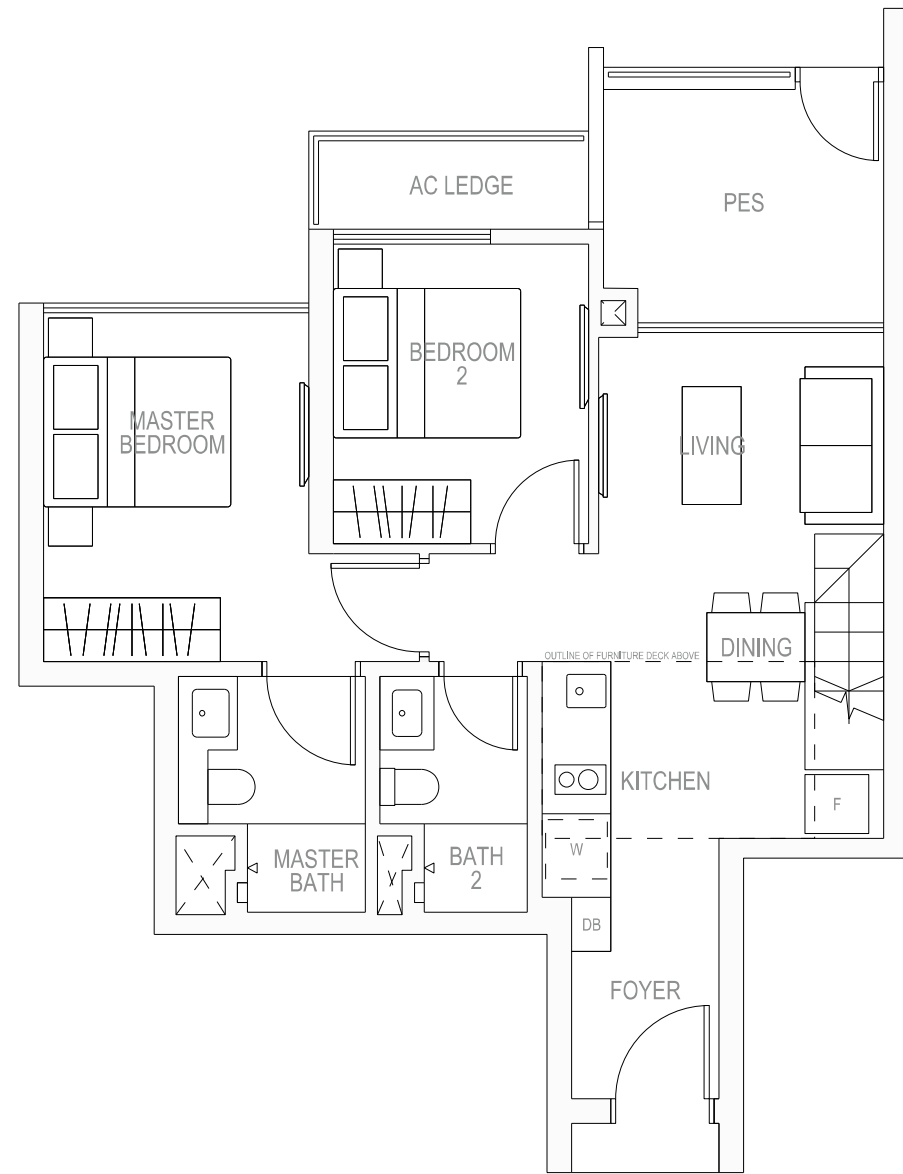 AC LEDGE
PES
BEDROOM
2
MASTER
BEDROOM
LIVING
OUTLINE OF FURNITURE DECK ABOVE
DINING
KITCHEN
F
W
MASTER
BATH
BATH
2
DB
FOYER